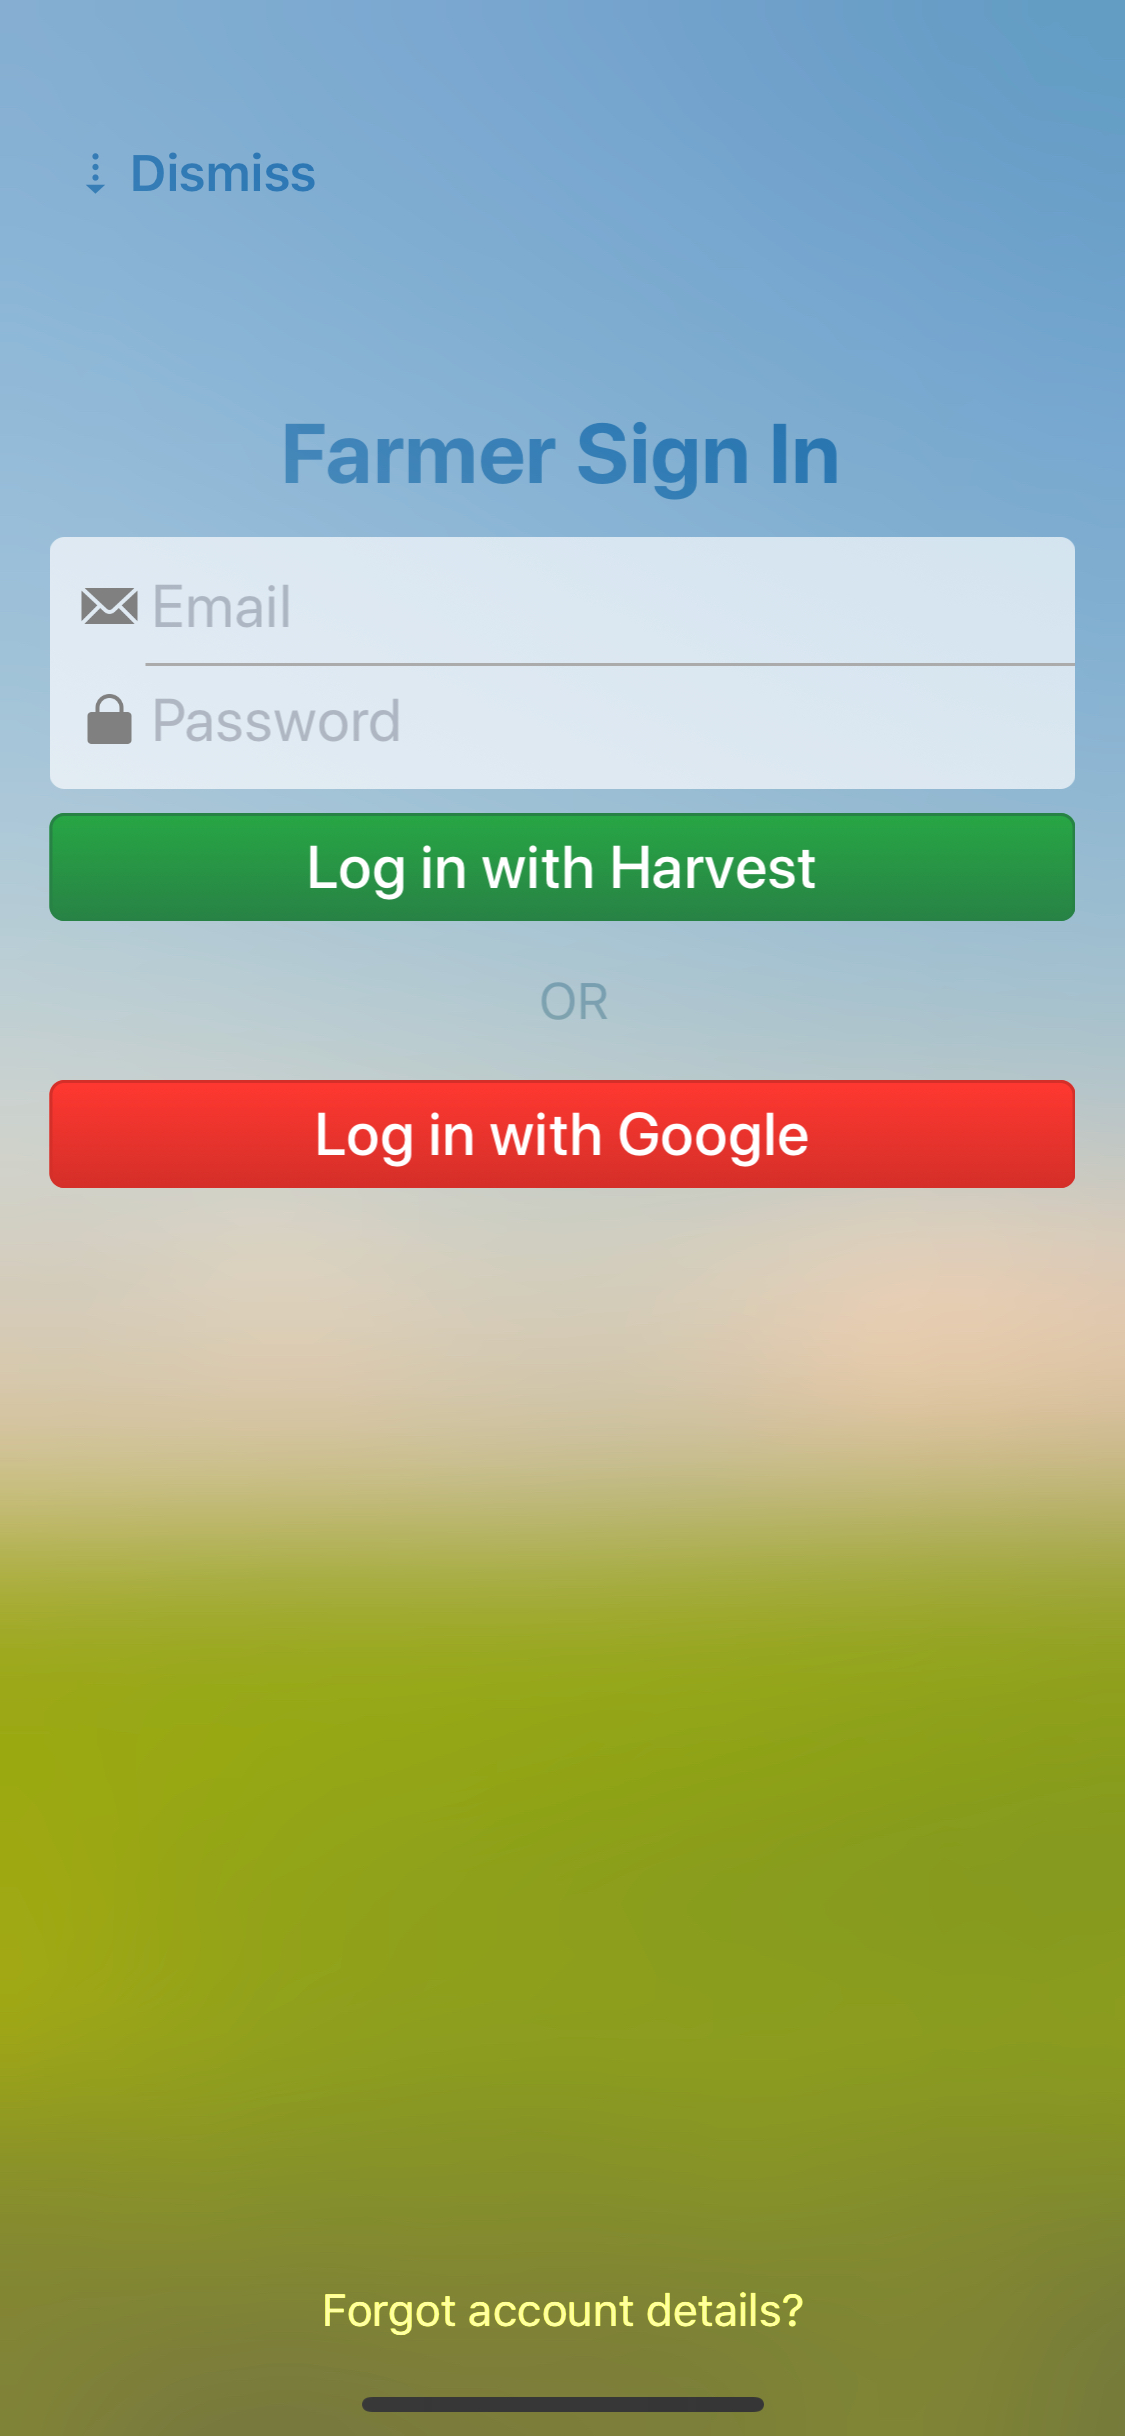 Dismiss
Farmer Sign In
Email
Password
Log in with Harvest
OR
Log in with Google
Forgot account details?